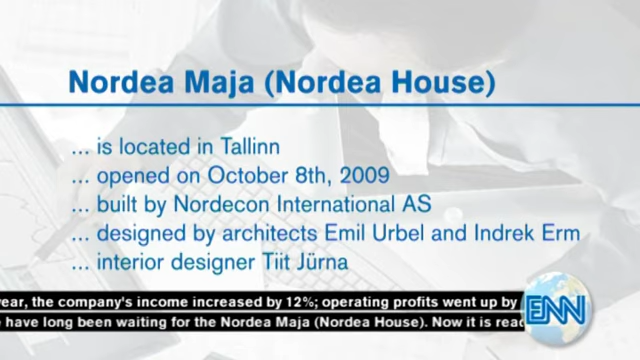 Nordea Maja (Nordea House)
... is located in Tallinn
... opened on October 8th, 2009
... built by Nordecon International AS
... designed by architects Emil Urbel and Indrek Erm
... interior designer Tiit Jürna
year, the company's income increased by 12%; operating profits went up by
have long been waiting for the Nordea Maja (Nordea House). Now it is
ENN